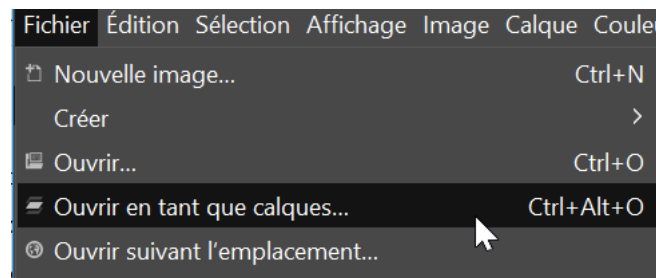 Fichier Édition Sélection Affichage Image Calque
Nouvelle image... Ctrl+N
Créer
Ouvrir... Ctrl+O
Ouvrir en tant que calques... Ctrl+Alt+O
Ouvrir suivant l'emplacement...